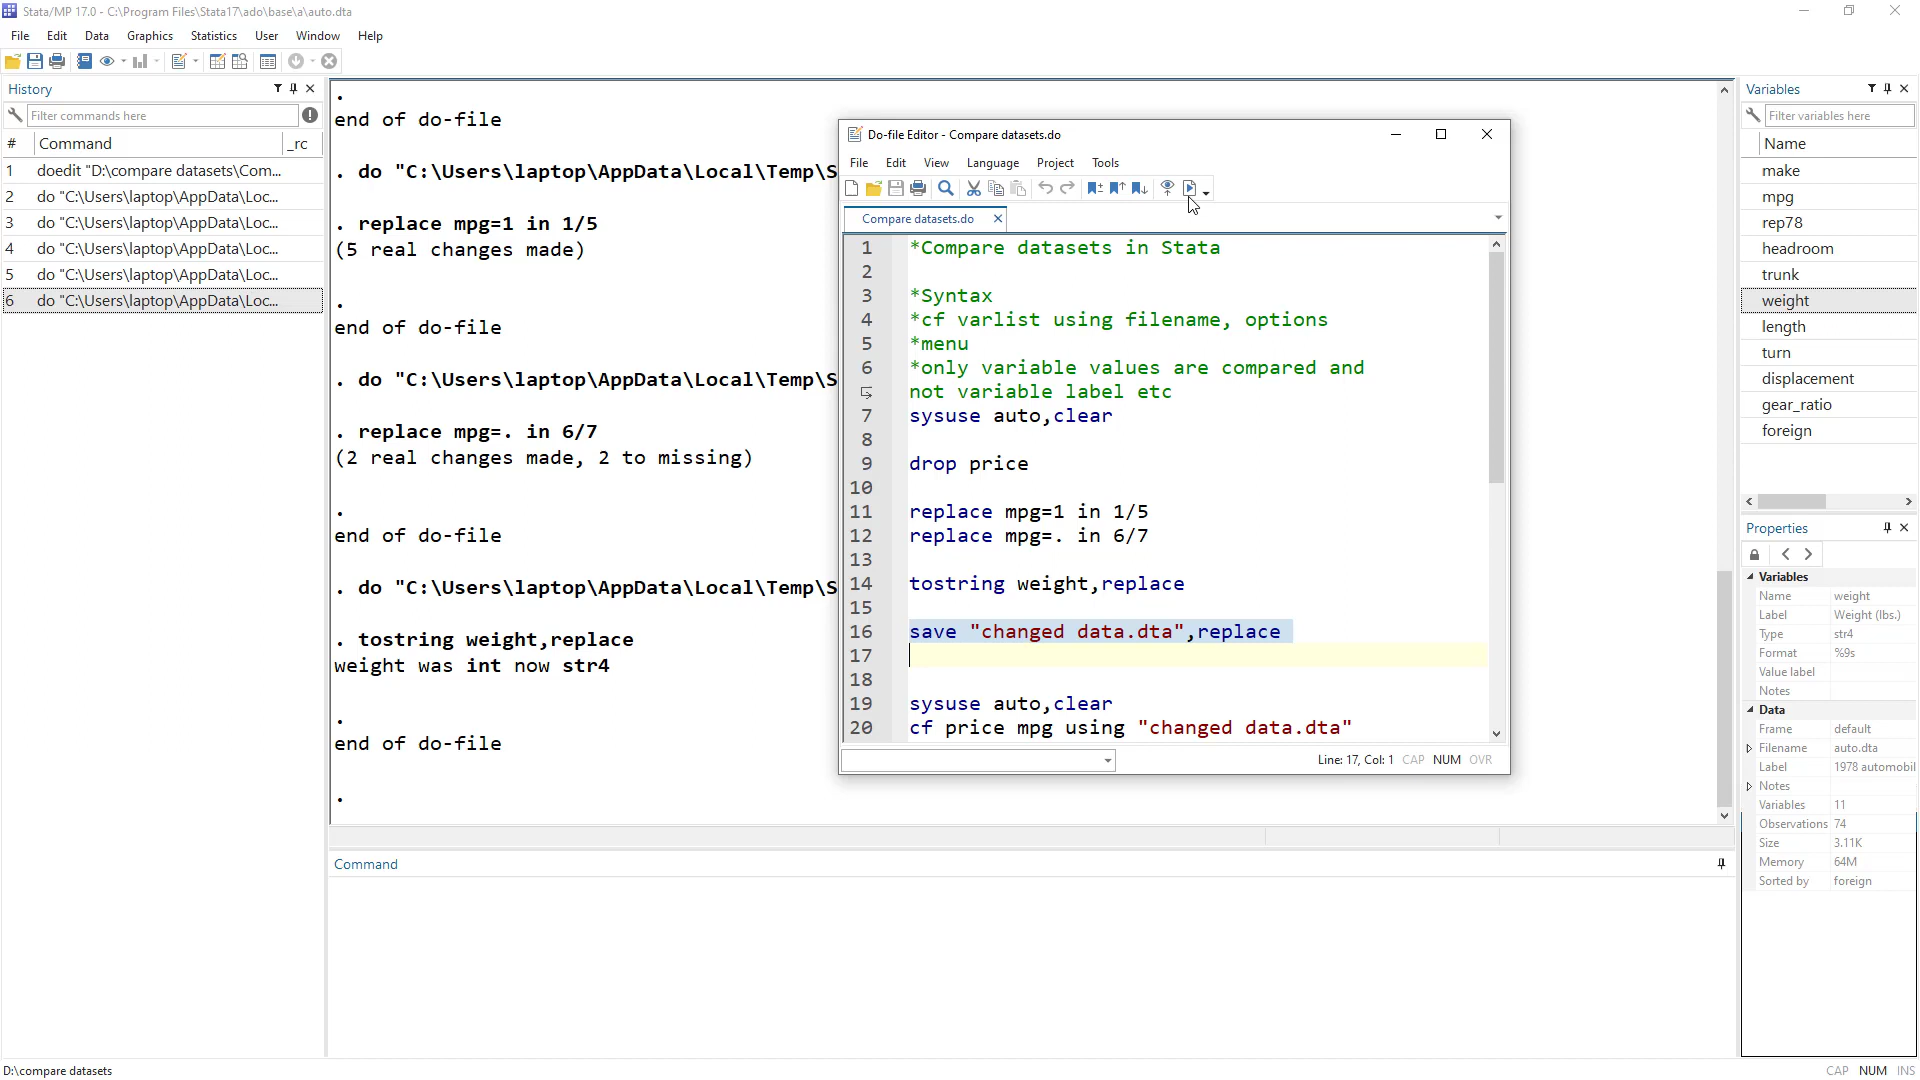 Stata/MP 17.0 - C:\Program Files\Stata17\ado\base\a\auto.dta
File Edit Data Graphics Statistics User Window Help
History
Filter commands here
# Command _rc
1 doedit "D:\compare datasets\Com...
2 do "C:\Users\laptop\AppData\Loc...
3 do "C:\Users\laptop\AppData\Loc...
4 do "C:\Users\laptop\AppData\Loc...
5 do "C:\Users\laptop\AppData\Loc...
6 do "C:\Users\laptop\AppData\Loc...
.
end of do-file
. do "C:\Users\laptop\AppData\Local\Temp\S
. replace mpg=1 in 1/5
(5 real changes made)
.
end of do-file
. do "C:\Users\laptop\AppData\Local\Temp\S
. replace mpg=. in 6/7
(2 real changes made, 2 to missing)
.
end of do-file
. do "C:\Users\laptop\AppData\Local\Temp\S
. tostring weight,replace
weight was int now str4
.
end of do-file
.
Command
Do-file Editor - Compare datasets.do
File Edit View Language Project Tools
Compare datasets.do
1 *Compare datasets in Stata
2
3 *Syntax
4 *cf varlist using filename, options
5 *menu
6 *only variable values are compared and
not variable label etc
7 sysuse auto,clear
8
9 drop price
10
11 replace mpg=1 in 1/5
12 replace mpg=. in 6/7
13
14 tostring weight,replace
15
16 save "changed data.dta",replace
17
18
19 sysuse auto,clear
20 cf price mpg using "changed data.dta"
Line: 17, Col: 1 CAP NUM OVR
Variables
Filter variables here
Name
make
mpg
rep78
headroom
trunk
weight
length
turn
displacement
gear_ratio
foreign
Properties
Variables
Name weight
Label Weight (lbs.)
Type str4
Format %9s
Value label
Notes
Data
Frame default
Filename auto.dta
Label 1978 automobil
Notes
Variables 11
Observations 74
Size 3.11K
Memory 64M
Sorted by foreign
D:\compare datasets
CAP NUM INS